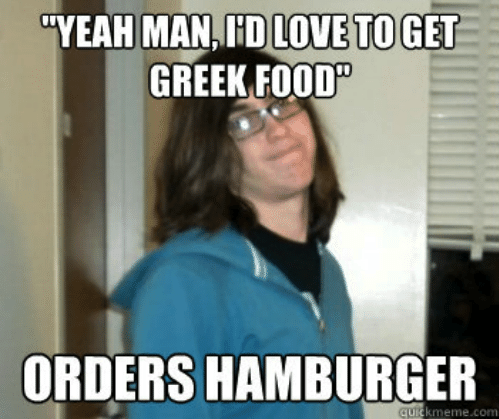 "YEAH MAN, I'D LOVE TO GET
GREEK FOOD"
ORDERS HAMBURGER
quickmeme.com